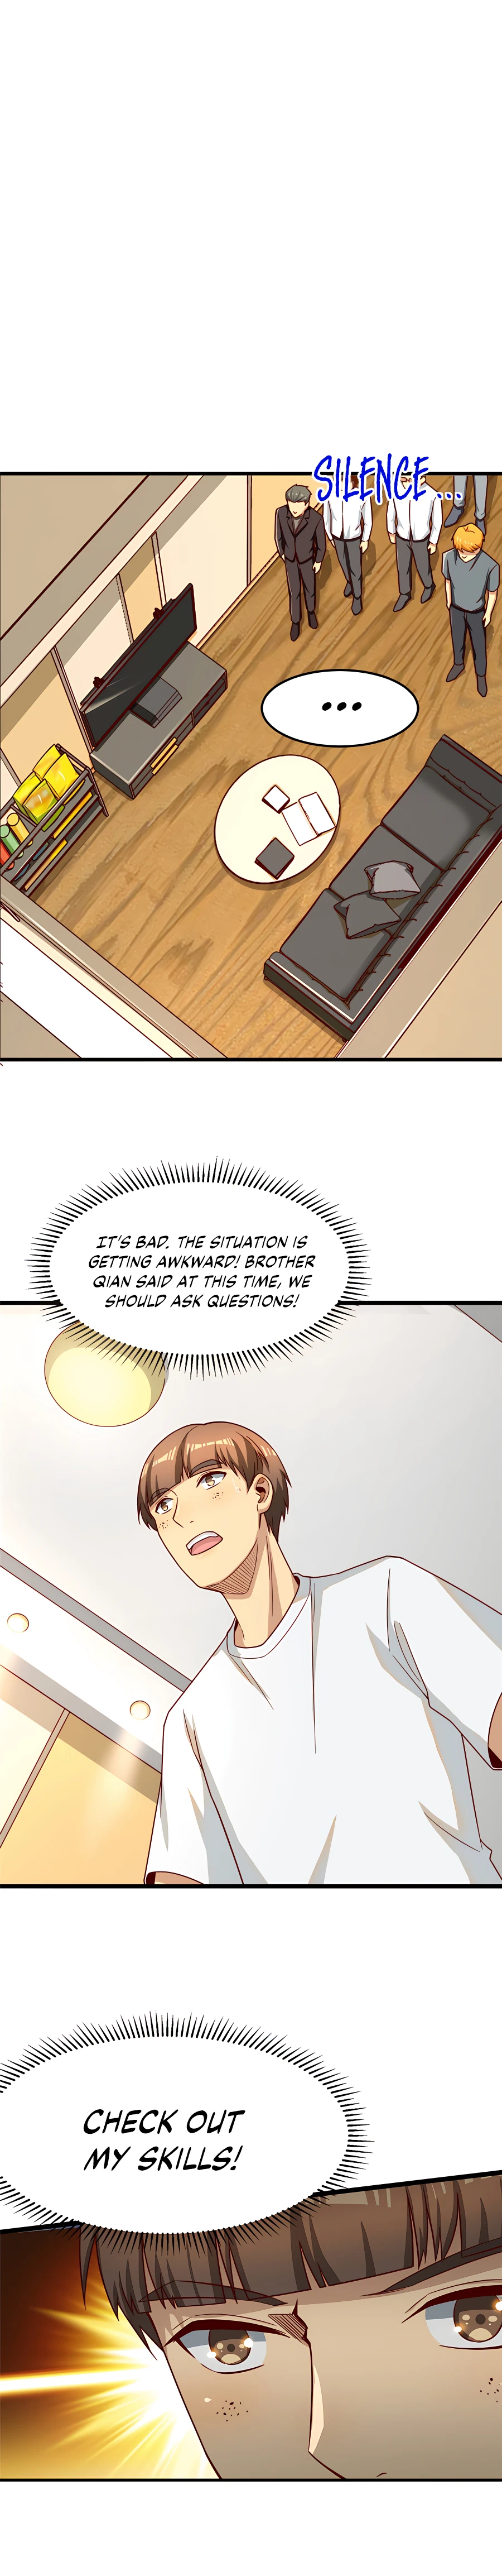 SILENCE...
...
IT'S BAD. THE SITUATION IS
GETTING AWKWARD! BROTHER
QIAN SAID AT THIS TIME, WE
SHOULD ASK QUESTIONS!
CHECK OUT
MY SKILLS!